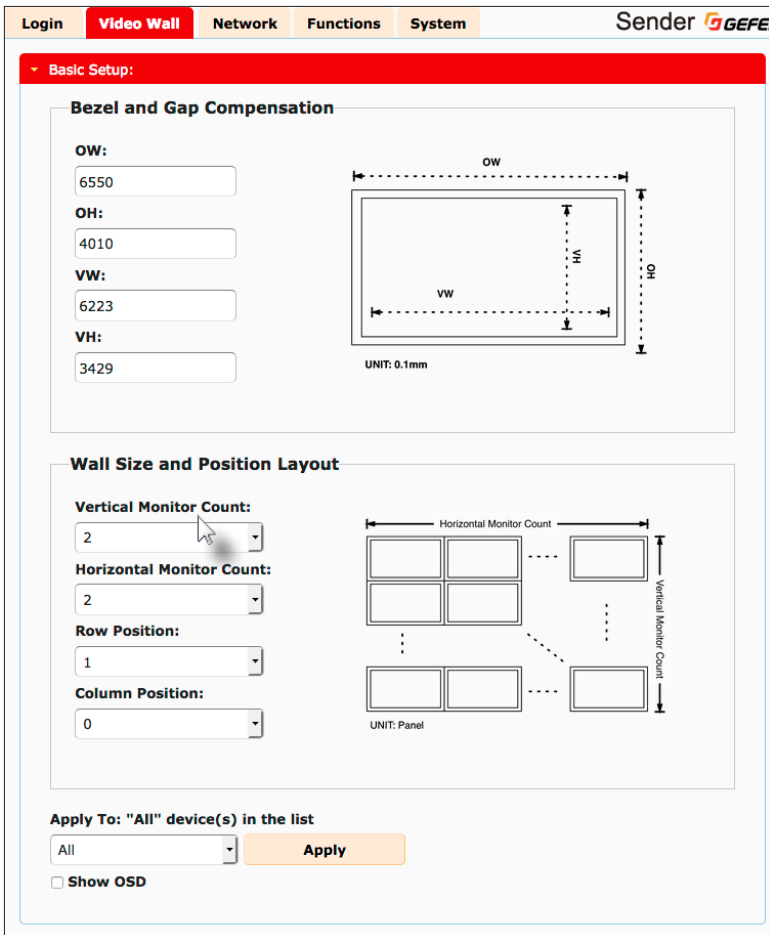 Login Video Wall Network Functions System Sender GEFE
Basic Setup:
Bezel and Gap Compensation
OW:
6550
OH:
4010
VW:
6223
VH:
3429
OW
VH
OH
VW
UNIT: 0.1mm
Wall Size and Position Layout
Vertical Monitor Count:
2
Horizontal Monitor Count:
2
Row Position:
1
Column Position:
0
Horizontal Monitor Count
Vertical Monitor Count
UNIT: Panel
Apply To: "All" device(s) in the list
All Apply
Show OSD